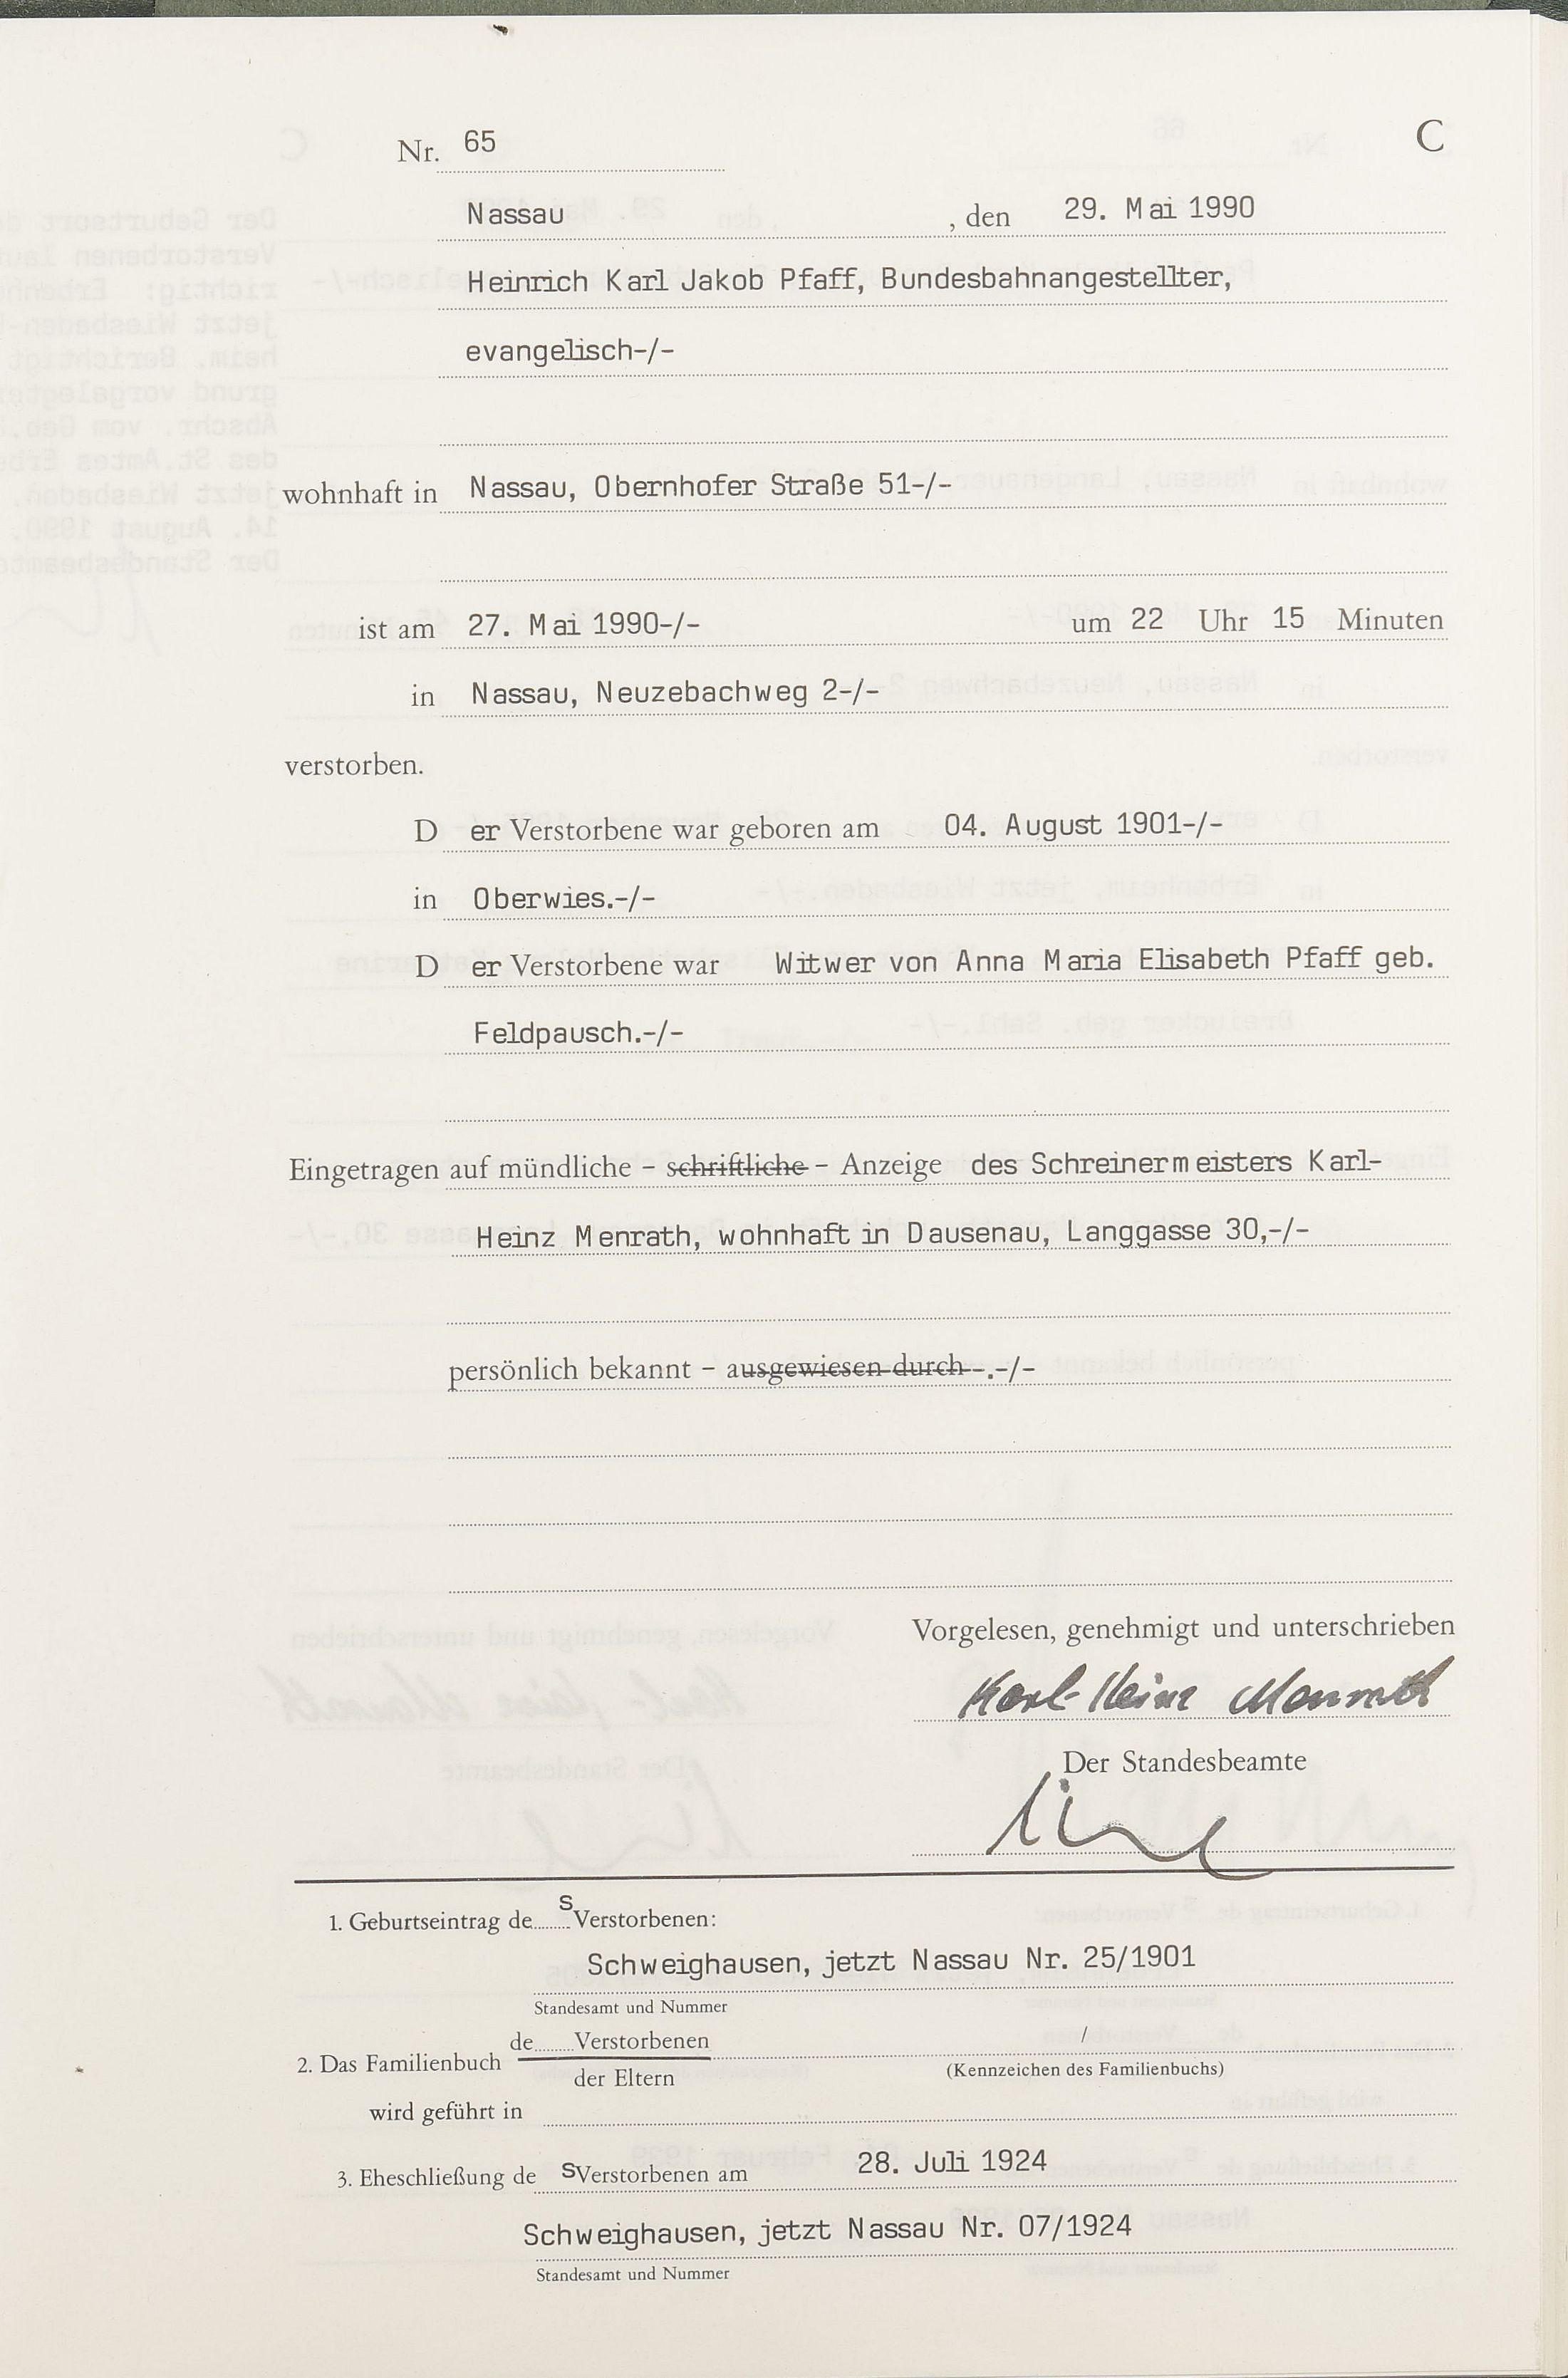 Nr. 65
C
Nassau , den 29. Mai 1990
Heinrich Karl Jakob Pfaff, Bundesbahnangestellter,
evangelisch-/-
wohnhaft in Nassau, Obernhofer Straße 51-/-
ist am 27. Mai 1990-/- um 22 Uhr 15 Minuten
in Nassau, Neuzebachweg 2-/-
verstorben.
D er Verstorbene war geboren am 04. August 1901-/-
in Oberwies.-/-
D er Verstorbene war Witwer von Anna Maria Elisabeth Pfaff geb.
Feldpausch.-/-
Eingetragen auf mündliche - schriftliche - Anzeige des Schreinermeisters Karl-
Heinz Menrath, wohnhaft in Dausenau, Langgasse 30,-/-
persönlich bekannt - ausgewiesen durch -.-/-
Vorgelesen, genehmigt und unterschrieben
Karl-Heinz Menrath
Der Standesbeamte
1. Geburtseintrag des Verstorbenen:
Schweighausen, jetzt Nassau Nr. 25/1901
Standesamt und Nummer
2. Das Familienbuch de........ Verstorbenen /
der Eltern (Kennzeichen des Familienbuchs)
wird geführt in
3. Eheschließung de s Verstorbenen am 28. Juli 1924
Schweighausen, jetzt Nassau Nr. 07/1924
Standesamt und Nummer